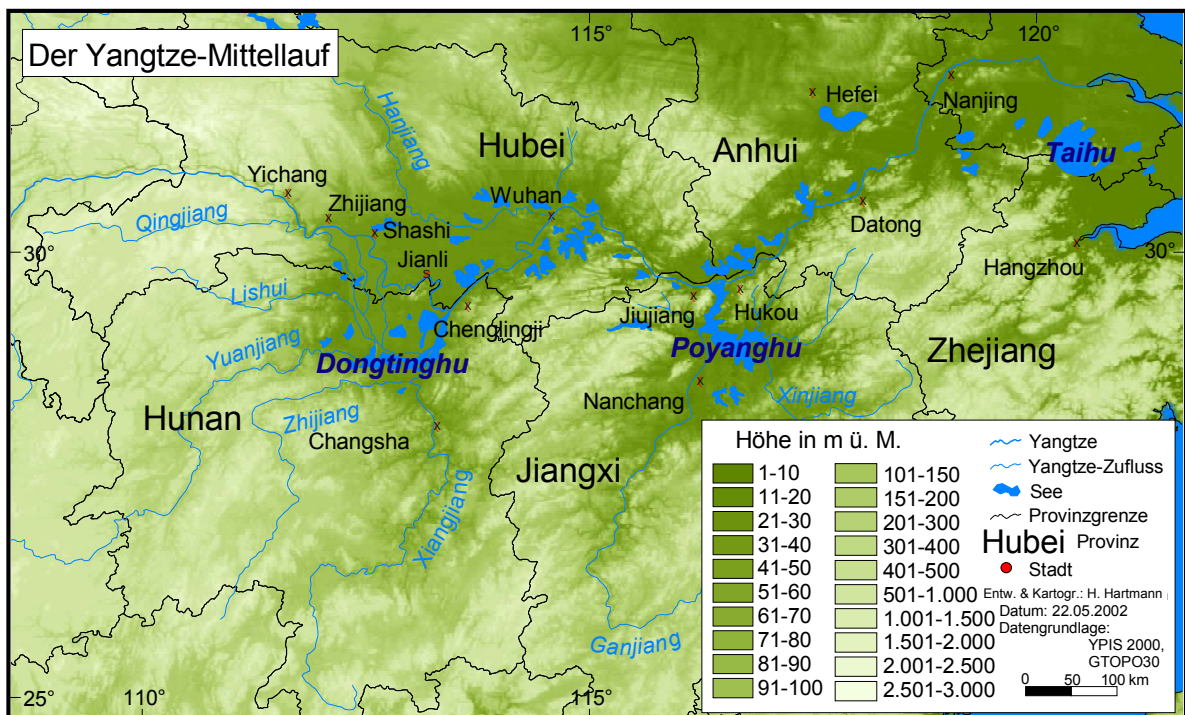 Der Yangtze-Mittellauf
115°
120°
Hanjiang
Hefei
Nanjing
Hubei
Anhui
Taihu
Yichang
Wuhan
Zhijiang
Qingjiang
Shashi
Datong
30°
Jianli
30°
Hangzhou
Lishui
Chenglingji
Jiujiang
Hukou
Yuanjiang
Dongtinghu
Poyanghu
Zhejiang
Hunan
Zhijiang
Nanchang
Xinjiang
Changsha
Jiangxi
Xiangjiang
Ganjiang
25°
110°
115°
Höhe in m ü. M.
1-10
11-20
21-30
31-40
41-50
51-60
61-70
71-80
81-90
91-100
101-150
151-200
201-300
301-400
401-500
501-1.000
1.001-1.500
1.501-2.000
2.001-2.500
2.501-3.000
Yangtze
Yangtze-Zufluss
See
Provinzgrenze
Hubei Provinz
Stadt
Entw. & Kartogr.: H. Hartmann
Datum: 22.05.2002
Datengrundlage:
YPIS 2000,
GTOPO30
0 50 100 km